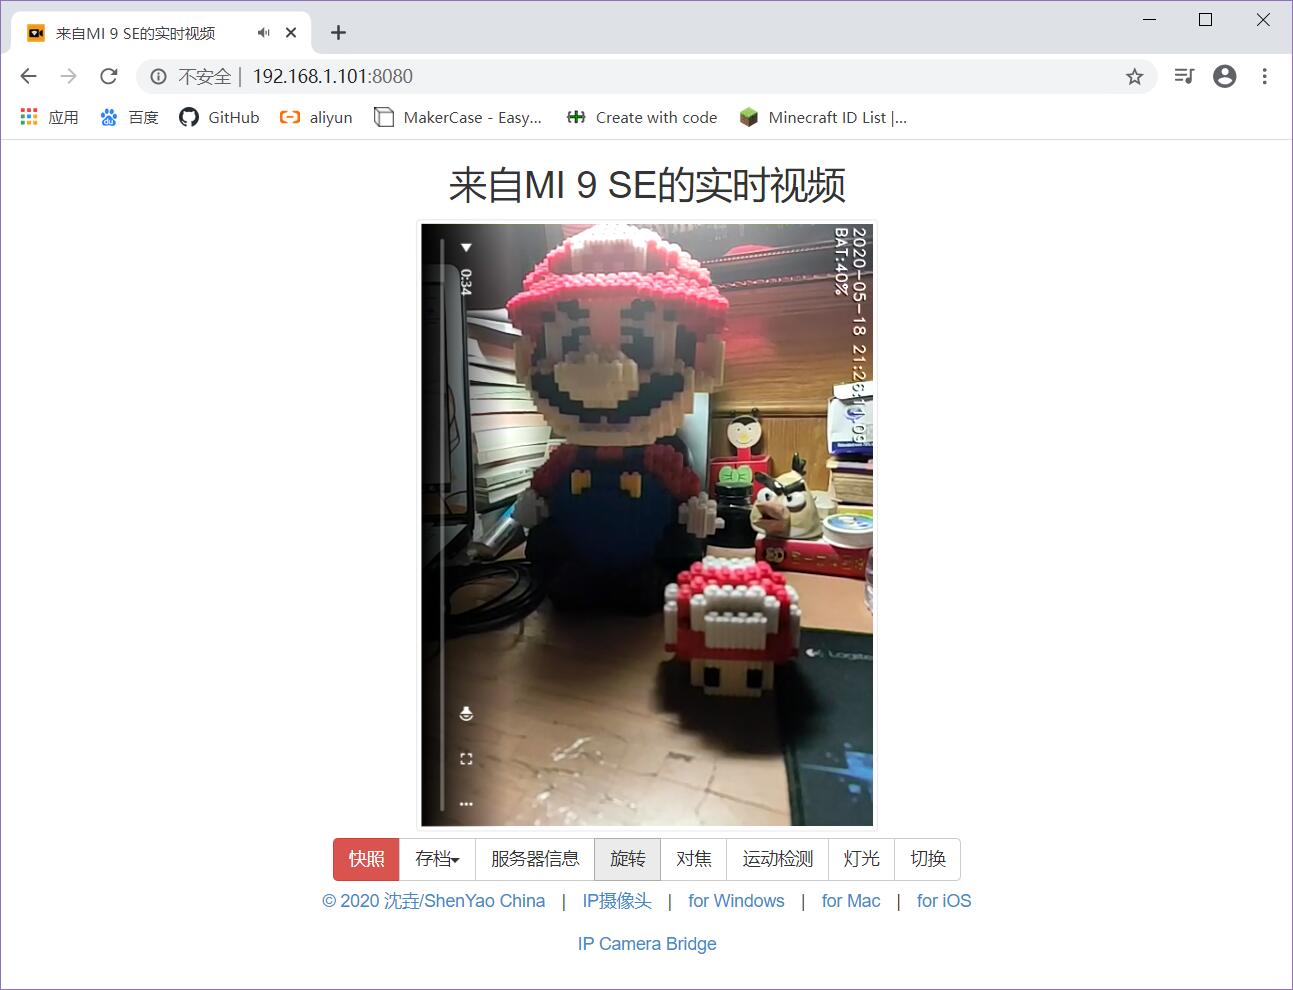 来自MI 9 SE的实时视频
不安全 | 192.168.1.101:8080
应用 百度 GitHub aliyun MakerCase - Easy... Create with code Minecraft ID List |...
来自MI 9 SE的实时视频
2020-05-18 21:26
BAT:40%
0:34
快照 存档 服务器信息 旋转 对焦 运动检测 灯光 切换
© 2020 沈垚/ShenYao China | IP摄像头 | for Windows | for Mac | for iOS
IP Camera Bridge